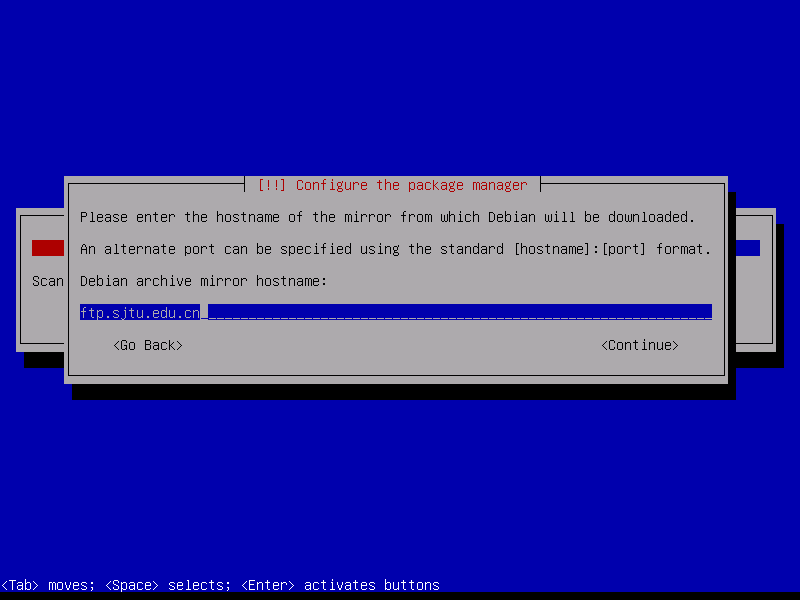 [!!] Configure the package manager
Please enter the hostname of the mirror from which Debian will be downloaded.
An alternate port can be specified using the standard [hostname]:[port] format.
Scan
Debian archive mirror hostname:
ftp.sjtu.edu.cn
<Go Back> <Continue>
<Tab> moves; <Space> selects; <Enter> activates buttons